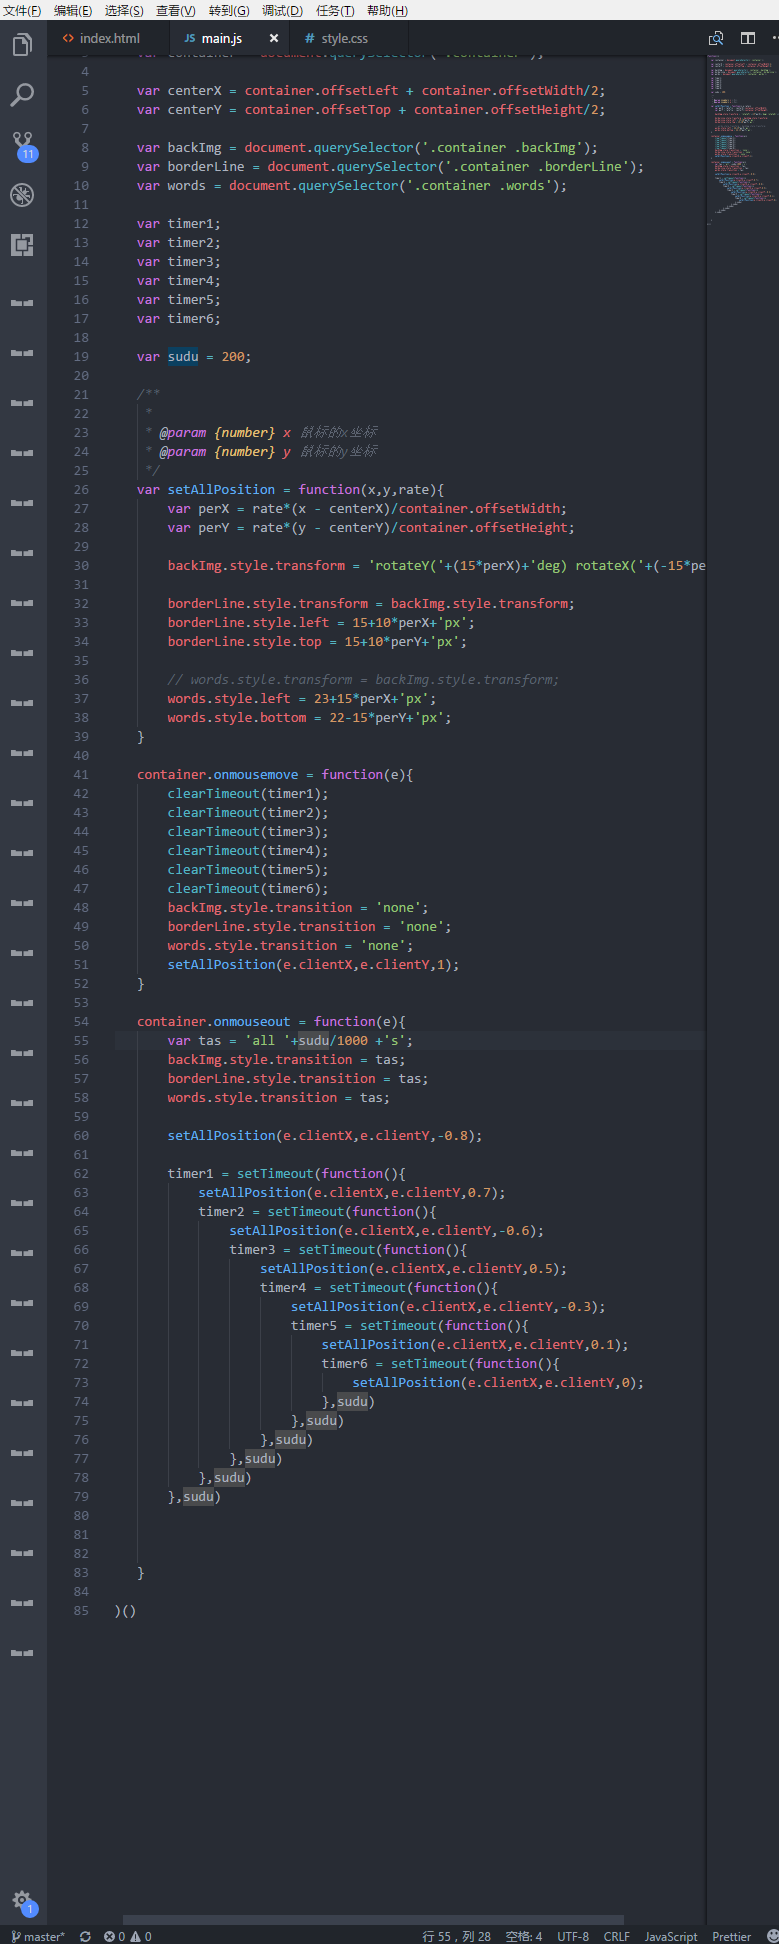 文件(F) 编辑(E) 选择(S) 查看(V) 转到(G) 调试(D) 任务(T) 帮助(H)
<> index.html JS main.js × # style.css
4
5 var centerX = container.offsetLeft + container.offsetWidth/2;
6 var centerY = container.offsetTop + container.offsetHeight/2;
7
8 var backImg = document.querySelector('.container .backImg');
9 var borderLine = document.querySelector('.container .borderLine');
10 var words = document.querySelector('.container .words');
11
12 var timer1;
13 var timer2;
14 var timer3;
15 var timer4;
16 var timer5;
17 var timer6;
18
19 var sudu = 200;
20
21 /**
22 *
23 * @param {number} x 鼠标的x坐标
24 * @param {number} y 鼠标的y坐标
25 */
26 var setAllPosition = function(x,y,rate){
27 var perX = rate*(x - centerX)/container.offsetWidth;
28 var perY = rate*(y - centerY)/container.offsetHeight;
29
30 backImg.style.transform = 'rotateY('+(15*perX)+'deg) rotateX('+(-15*pe
31
32 borderLine.style.transform = backImg.style.transform;
33 borderLine.style.left = 15+10*perX+'px';
34 borderLine.style.top = 15+10*perY+'px';
35
36 // words.style.transform = backImg.style.transform;
37 words.style.left = 23+15*perX+'px';
38 words.style.bottom = 22-15*perY+'px';
39 }
40
41 container.onmousemove = function(e){
42 clearTimeout(timer1);
43 clearTimeout(timer2);
44 clearTimeout(timer3);
45 clearTimeout(timer4);
46 clearTimeout(timer5);
47 clearTimeout(timer6);
48 backImg.style.transition = 'none';
49 borderLine.style.transition = 'none';
50 words.style.transition = 'none';
51 setAllPosition(e.clientX,e.clientY,1);
52 }
53
54 container.onmouseout = function(e){
55 var tas = 'all '+sudu/1000 +'s';
56 backImg.style.transition = tas;
57 borderLine.style.transition = tas;
58 words.style.transition = tas;
59
60 setAllPosition(e.clientX,e.clientY,-0.8);
61
62 timer1 = setTimeout(function(){
63 setAllPosition(e.clientX,e.clientY,0.7);
64 timer2 = setTimeout(function(){
65 setAllPosition(e.clientX,e.clientY,-0.6);
66 timer3 = setTimeout(function(){
67 setAllPosition(e.clientX,e.clientY,0.5);
68 timer4 = setTimeout(function(){
69 setAllPosition(e.clientX,e.clientY,-0.3);
70 timer5 = setTimeout(function(){
71 setAllPosition(e.clientX,e.clientY,0.1);
72 timer6 = setTimeout(function(){
73 setAllPosition(e.clientX,e.clientY,0);
74 },sudu)
75 },sudu)
76 },sudu)
77 },sudu)
78 },sudu)
79 },sudu)
80
81
82
83 }
84
85 )()
11
1
master* 0 0 行 55，列 28 空格: 4 UTF-8 CRLF JavaScript Prettier